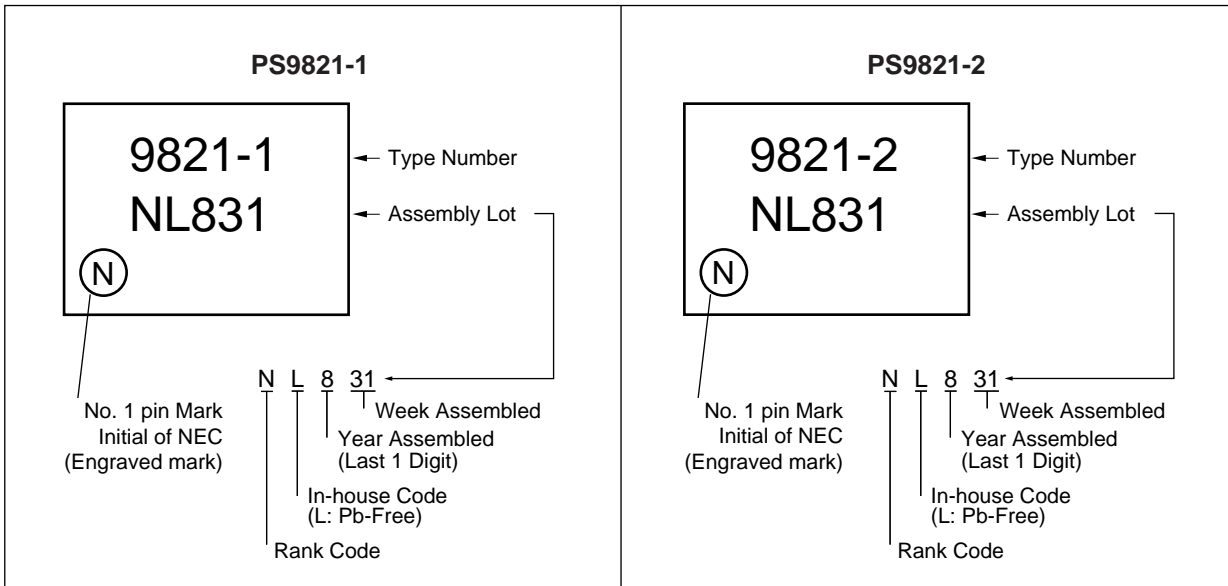 PS9821-1
9821-1
NL831
N
Type Number
Assembly Lot
N L 8 31
No. 1 pin Mark
Initial of NEC
(Engraved mark)
Week Assembled
Year Assembled
(Last 1 Digit)
In-house Code
(L: Pb-Free)
Rank Code
PS9821-2
9821-2
NL831
N
Type Number
Assembly Lot
N L 8 31
No. 1 pin Mark
Initial of NEC
(Engraved mark)
Week Assembled
Year Assembled
(Last 1 Digit)
In-house Code
(L: Pb-Free)
Rank Code